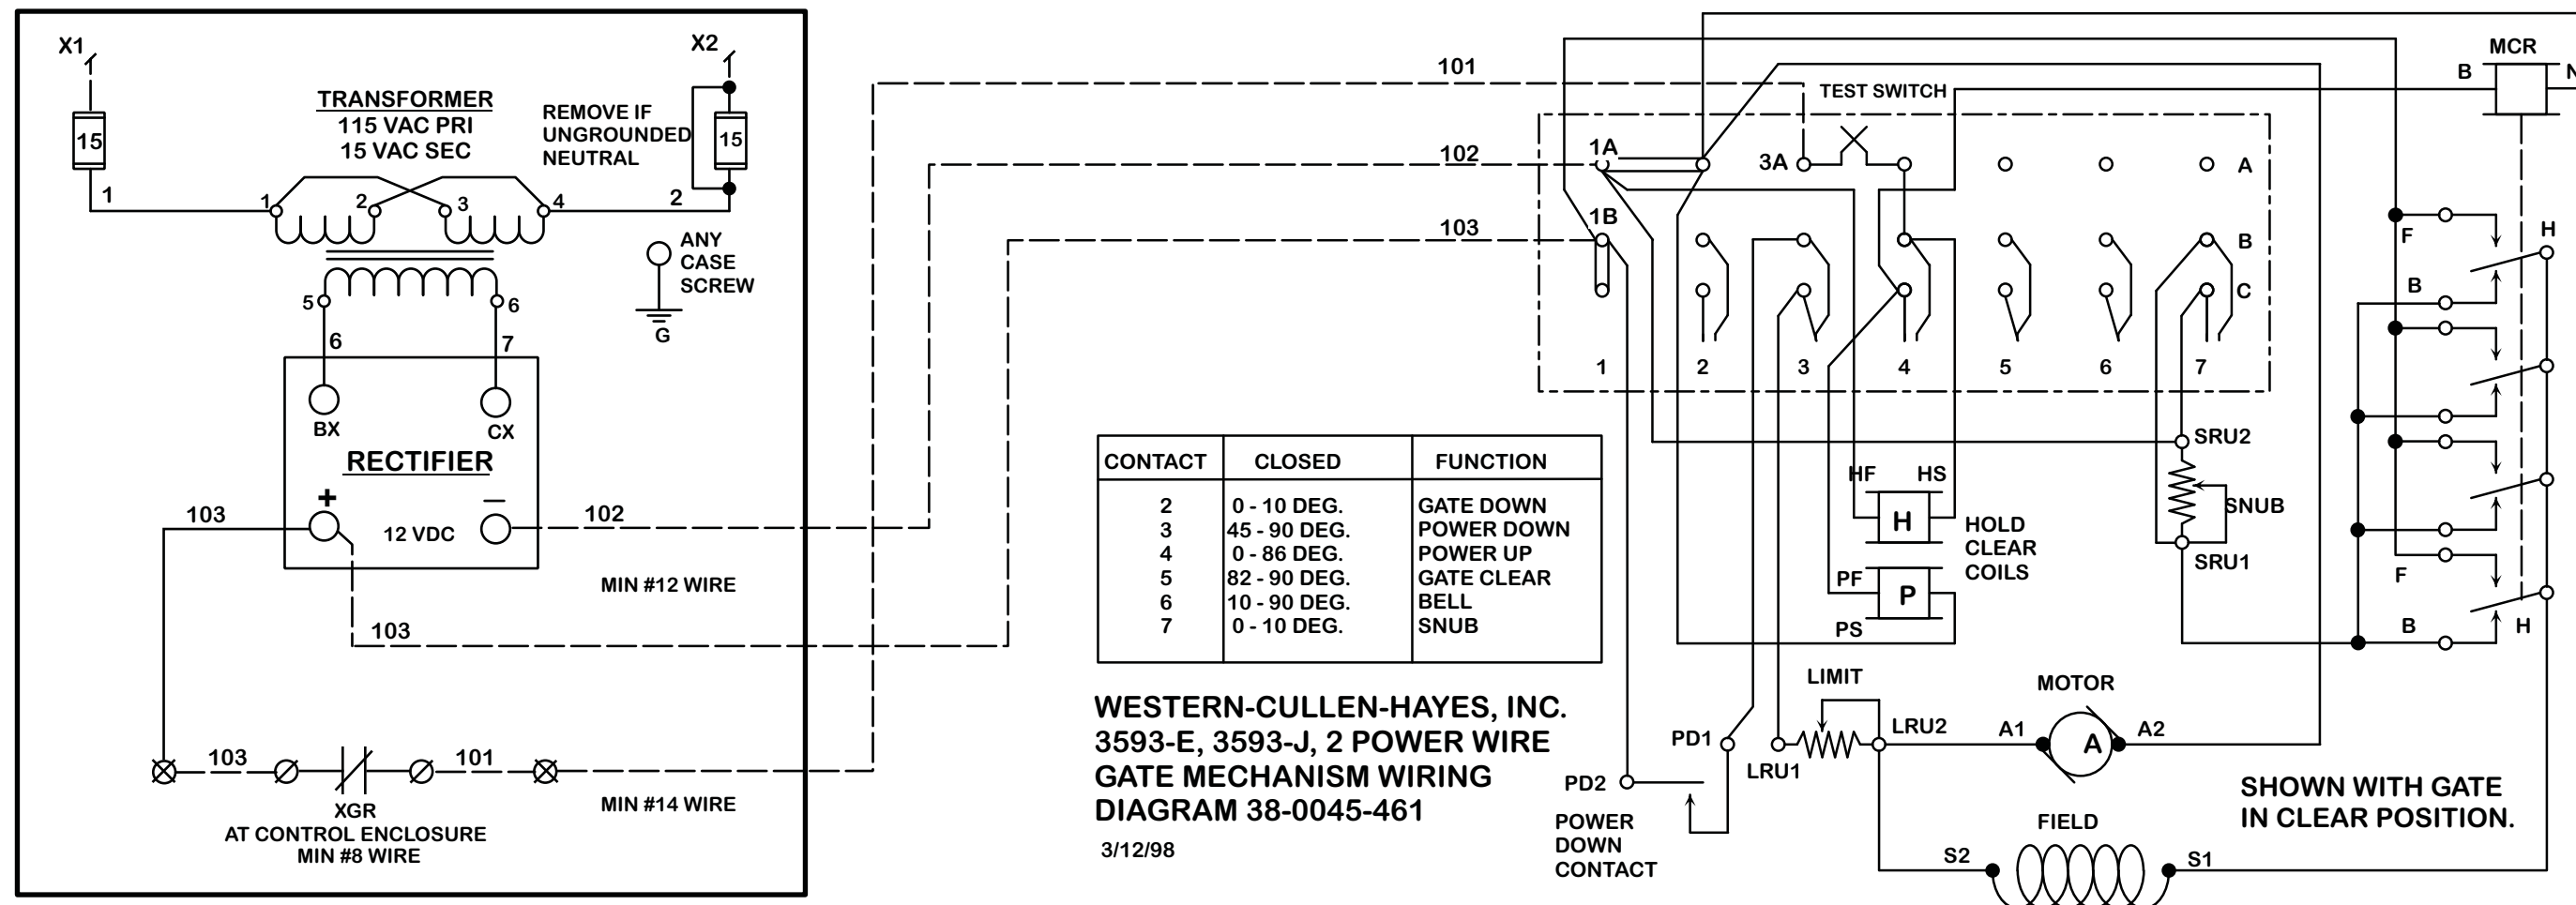 X1
X2
TRANSFORMER
115 VAC PRI
15 VAC SEC
REMOVE IF
UNGROUNDED
NEUTRAL
15
15
1
1
2
3
4
2
ANY
CASE
SCREW
G
5
6
6
7
BX
CX
RECTIFIER
+
−
12 VDC
103
102
MIN #12 WIRE
103
103
101
XGR
AT CONTROL ENCLOSURE
MIN #8 WIRE
MIN #14 WIRE
101
102
103
TEST SWITCH
1A
3A
A
1B
B
C
1
2
3
4
5
6
7
MCR
B
N
F
H
B
F
B
H
CONTACT CLOSED FUNCTION
2 0 - 10 DEG. GATE DOWN
3 45 - 90 DEG. POWER DOWN
4 0 - 86 DEG. POWER UP
5 82 - 90 DEG. GATE CLEAR
6 10 - 90 DEG. BELL
7 0 - 10 DEG. SNUB
HF
HS
H
HOLD
CLEAR
COILS
PF
P
PS
SRU2
SNUB
SRU1
WESTERN-CULLEN-HAYES, INC.
3593-E, 3593-J, 2 POWER WIRE
GATE MECHANISM WIRING
DIAGRAM 38-0045-461
3/12/98
LIMIT
PD1
LRU1
LRU2
PD2
POWER
DOWN
CONTACT
MOTOR
A1
A
A2
FIELD
S2
S1
SHOWN WITH GATE
IN CLEAR POSITION.